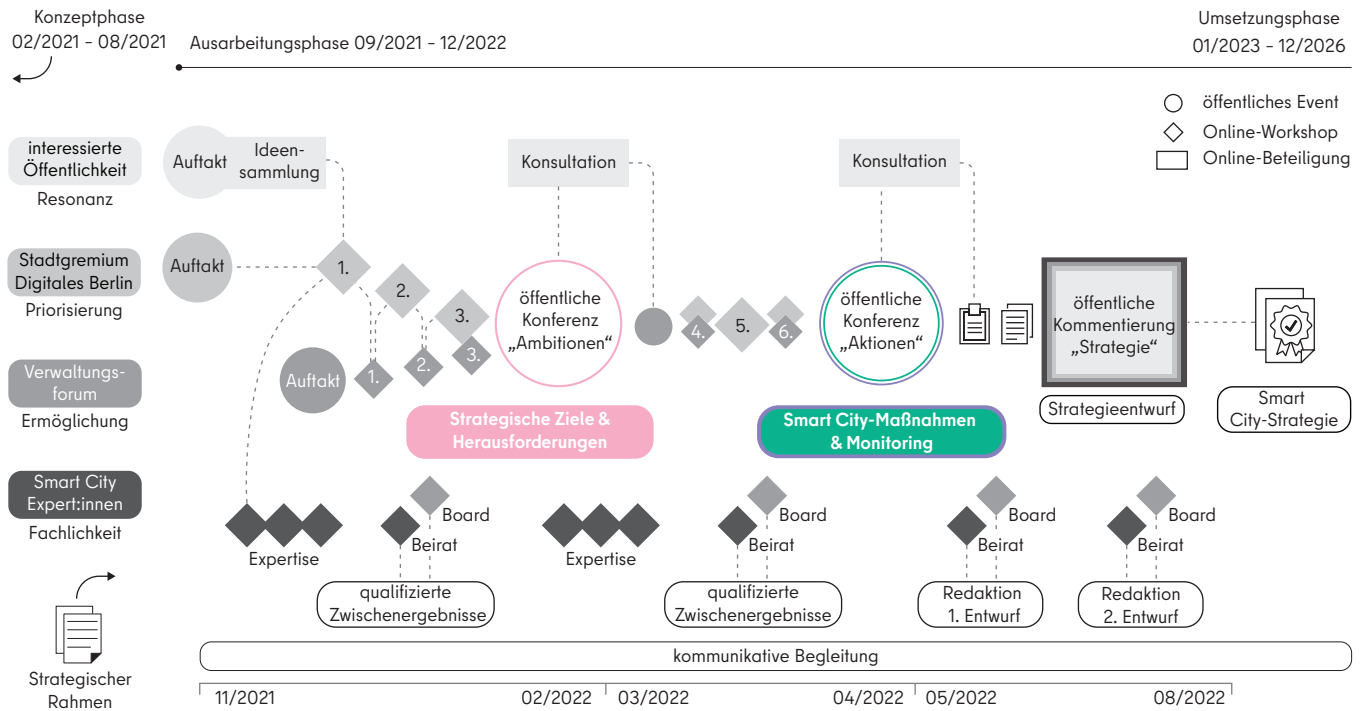 Konzeptphase
02/2021 - 08/2021
Ausarbeitungsphase 09/2021 - 12/2022
Umsetzungsphase
01/2023 - 12/2026
öffentliches Event
Online-Workshop
Online-Beteiligung
interessierte
Öffentlichkeit
Resonanz
Auftakt
Ideen-
sammlung
Konsultation
Konsultation
Stadtgremium
Digitales Berlin
Priorisierung
Auftakt
1.
2.
3.
öffentliche
Konferenz
„Ambitionen“
4.
5.
6.
öffentliche
Konferenz
„Aktionen“
öffentliche
Kommentierung
„Strategie“
Strategieentwurf
Smart
City-Strategie
Verwaltungs-
forum
Ermöglichung
Auftakt
1.
2.
3.
Strategische Ziele &
Herausforderungen
Smart City-Maßnahmen
& Monitoring
Smart City
Expert:innen
Fachlichkeit
Expertise
Board
Beirat
qualifizierte
Zwischenergebnisse
Expertise
Board
Beirat
qualifizierte
Zwischenergebnisse
Board
Beirat
Redaktion
1. Entwurf
Board
Beirat
Redaktion
2. Entwurf
Strategischer
Rahmen
kommunikative Begleitung
11/2021
02/2022
03/2022
04/2022
05/2022
08/2022